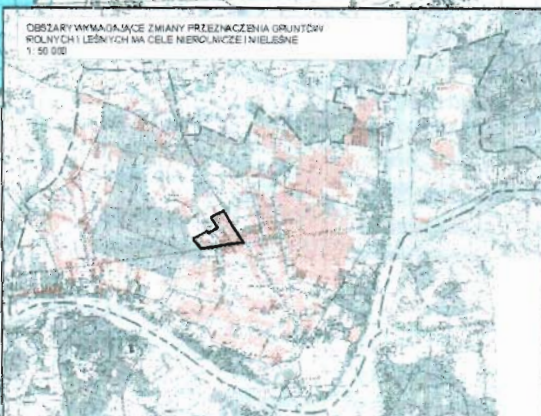 OBSZARY WYMAGAJĄCE ZMIANY PRZEZNACZENIA GRUNTÓW
ROLNYCH I LEŚNYCH NA CELE NIEROLNICZE I NIELEŚNE
1: 50 000